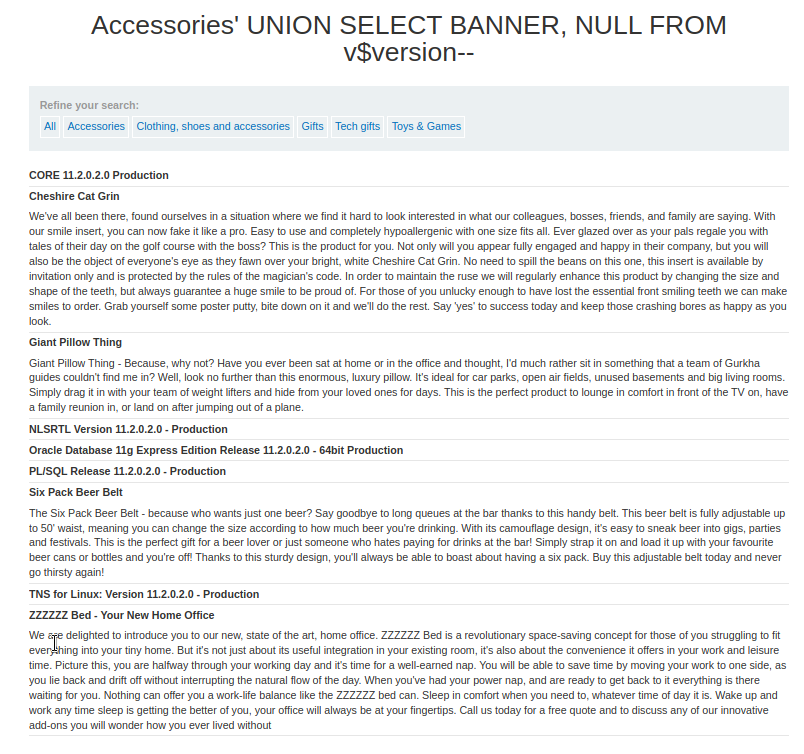 Accessories' UNION SELECT BANNER, NULL FROM
v$version--
Refine your search:
All Accessories Clothing, shoes and accessories Gifts Tech gifts Toys & Games
CORE 11.2.0.2.0 Production
Cheshire Cat Grin
We've all been there, found ourselves in a situation where we find it hard to look interested in what our colleagues, bosses, friends, and family are saying. With
our smile insert, you can now fake it like a pro. Easy to use and completely hypoallergenic with one size fits all. Ever glazed over as your pals regale you with
tales of their day on the golf course with the boss? This is the product for you. Not only will you appear fully engaged and happy in their company, but you will
also be the object of everyone's eye as they fawn over your bright, white Cheshire Cat Grin. No need to spill the beans on this one, this insert is available by
invitation only and is protected by the rules of the magician's code. In order to maintain the ruse we will regularly enhance this product by changing the size and
shape of the teeth, but always guarantee a huge smile to be proud of. For those of you unlucky enough to have lost the essential front smiling teeth we can make
smiles to order. Grab yourself some poster putty, bite down on it and we'll do the rest. Say 'yes' to success today and keep those crashing bores as happy as you
look.
Giant Pillow Thing
Giant Pillow Thing - Because, why not? Have you ever been sat at home or in the office and thought, I'd much rather sit in something that a team of Gurkha
guides couldn't find me in? Well, look no further than this enormous, luxury pillow. It's ideal for car parks, open air fields, unused basements and big living rooms.
Simply drag it in with your team of weight lifters and hide from your loved ones for days. This is the perfect product to lounge in comfort in front of the TV on, have
a family reunion in, or land on after jumping out of a plane.
NLSRTL Version 11.2.0.2.0 - Production
Oracle Database 11g Express Edition Release 11.2.0.2.0 - 64bit Production
PL/SQL Release 11.2.0.2.0 - Production
Six Pack Beer Belt
The Six Pack Beer Belt - because who wants just one beer? Say goodbye to long queues at the bar thanks to this handy belt. This beer belt is fully adjustable up
to 50' waist, meaning you can change the size according to how much beer you're drinking. With its camouflage design, it's easy to sneak beer into gigs, parties
and festivals. This is the perfect gift for a beer lover or just someone who hates paying for drinks at the bar! Simply strap it on and load it up with your favourite
beer cans or bottles and you're off! Thanks to this sturdy design, you'll always be able to boast about having a six pack. Buy this adjustable belt today and never
go thirsty again!
TNS for Linux: Version 11.2.0.2.0 - Production
ZZZZZZ Bed - Your New Home Office
We are delighted to introduce you to our new, state of the art, home office. ZZZZZZ Bed is a revolutionary space-saving concept for those of you struggling to fit
everything into your tiny home. But it's not just about its useful integration in your existing room, it's also about the convenience it offers in your work and leisure
time. Picture this, you are halfway through your working day and it's time for a well-earned nap. You will be able to save time by moving your work to one side, as
you lie back and drift off without interrupting the natural flow of the day. When you've had your power nap, and are ready to get back to it everything is there
waiting for you. Nothing can offer you a work-life balance like the ZZZZZZ bed can. Sleep in comfort when you need to, whatever time of day it is. Wake up and
work any time sleep is getting the better of you, your office will always be at your fingertips. Call us today for a free quote and to discuss any of our innovative
add-ons you will wonder how you ever lived without